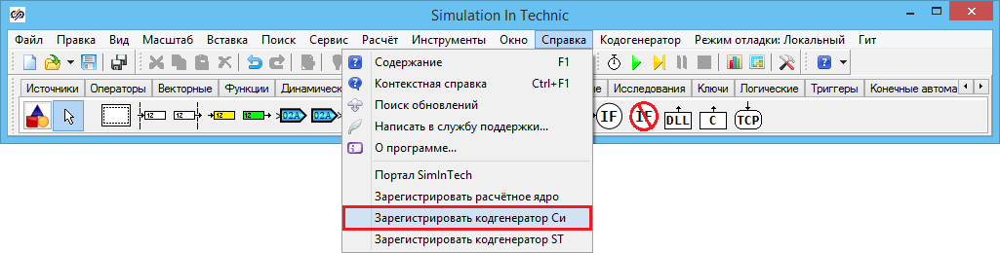 Simulation In Technic
Файл Правка Вид Масштаб Вставка Поиск Сервис Расчёт Инструменты Окно Справка Кодогенератор Режим отладки: Локальный Гит
Источники Операторы Векторные Функции Динамическ
ые Исследования Ключи Логические Триггеры Конечные автома
12 12 12 12 02A 02A
IF IF DLL C TCP
Содержание F1
Контекстная справка Ctrl+F1
Поиск обновлений
Написать в службу поддержки...
О программе...
Портал SimInTech
Зарегистрировать расчётное ядро
Зарегистрировать кодгенератор Си
Зарегистрировать кодгенератор ST